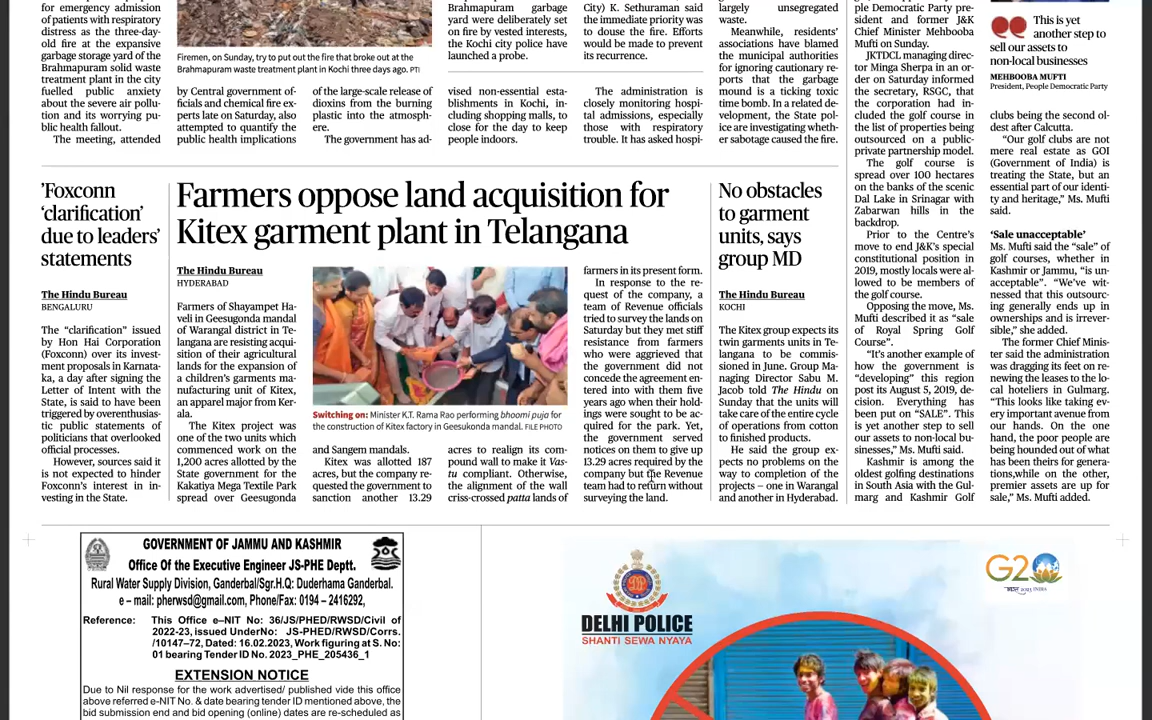 for emergency admission
of patients with respiratory
distress as the three-day-
old fire at the expansive
garbage storage yard of the
Brahmapuram solid waste
treatment plant in the city
fuelled public anxiety
about the severe air pollu-
tion and its worrying pu-
blic health fallout.
The meeting, attended
Firemen, on Sunday, try to put out the fire that broke out at the
Brahmapuram waste treatment plant in Kochi three days ago. PTI
by Central government of-
ficials and chemical fire ex-
perts late on Saturday, also
attempted to quantify the
public health implications
of the large-scale release of
dioxins from the burning
plastic into the atmosph-
ere.
The government has ad-
Brahmapuram garbage
yard were deliberately set
on fire by vested interests,
the Kochi city police have
launched a probe.
vised non-essential esta-
blishments in Kochi, in-
cluding shopping malls, to
close for the day to keep
people indoors.
City) K. Sethuraman said
the immediate priority was
to douse the fire. Efforts
would be made to prevent
its recurrence.
The administration is
closely monitoring hospi-
tal admissions, especially
those with respiratory
trouble. It has asked hospi-
largely unsegregated
waste.
Meanwhile, residents'
associations have blamed
the municipal authorities
for ignoring cautionary re-
ports that the garbage
mound is a ticking toxic
time bomb. In a related de-
velopment, the State pol-
ice are investigating wheth-
er sabotage caused the fire.
'Foxconn
'clarification'
due to leaders'
statements
The Hindu Bureau
BENGALURU
The "clarification" issued
by Hon Hai Corporation
(Foxconn) over its invest-
ment proposals in Karnata-
ka, a day after signing the
Letter of Intent with the
State, is said to have been
triggered by overenthusias-
tic public statements of
politicians that overlooked
official processes.
However, sources said it
is not expected to hinder
Foxconn's interest in in-
vesting in the State.
Farmers oppose land acquisition for
Kitex garment plant in Telangana
The Hindu Bureau
HYDERABAD
Farmers of Shayampet Ha-
veli in Geesugonda mandal
of Warangal district in Te-
langana are resisting acqui-
sition of their agricultural
lands for the expansion of
a children's garments ma-
nufacturing unit of Kitex,
an apparel major from Ker-
ala.
The Kitex project was
one of the two units which
commenced work on the
1,200 acres allotted by the
State government for the
Kakatiya Mega Textile Park
spread over Geesugonda
Switching on: Minister K.T. Rama Rao performing bhoomi puja for
the construction of Kitex factory in Geesukonda mandal. FILE PHOTO
and Sangem mandals.
Kitex was allotted 187
acres, but the company re-
quested the government to
sanction another 13.29
acres to realign its com-
pound wall to make it Vas-
tu compliant. Otherwise,
the alignment of the wall
criss-crossed patta lands of
farmers in its present form.
In response to the re-
quest of the company, a
team of Revenue officials
tried to survey the lands on
Saturday but they met stiff
resistance from farmers
who were aggrieved that
the government did not
concede the agreement en-
tered into with them five
years ago when their hold-
ings were sought to be ac-
quired for the park. Yet,
the government served
notices on them to give up
13.29 acres required by the
company but the Revenue
team had to return without
surveying the land.
No obstacles
to garment
units, says
group MD
The Hindu Bureau
KOCHI
The Kitex group expects its
twin garments units in Te-
langana to be commis-
sioned in June. Group Ma-
naging Director Sabu M.
Jacob told The Hindu on
Sunday that the units will
take care of the entire cycle
of operations from cotton
to finished products.
He said the group ex-
pects no problems on the
way to completion of the
projects – one in Warangal
and another in Hyderabad.
ple Democratic Party pre-
sident and former J&K
Chief Minister Mehbooba
Mufti on Sunday.
JKTDCL managing direc-
tor Minga Sherpa in an or-
der on Saturday informed
the secretary, RSGC, that
the corporation had in-
cluded the golf course in
the list of properties being
outsourced on a public-
private partnership model.
The golf course is
spread over 100 hectares
on the banks of the scenic
Dal Lake in Srinagar with
Zabarwan hills in the
backdrop.
Prior to the Centre's
move to end J&K's special
constitutional position in
2019, mostly locals were al-
lowed to be members of
the golf course.
Opposing the move, Ms.
Mufti described it as "sale
of Royal Spring Golf
Course".
"It's another example of
how the government is
"developing" this region
post its August 5, 2019, de-
cision. Everything has
been put on "SALE". This
is yet another step to sell
our assets to non-local bu-
sinesses," Ms. Mufti said.
Kashmir is among the
oldest golfing destinations
in South Asia with the Gul-
marg and Kashmir Golf
This is yet
another step to
sell our assets to
non-local businesses
MEHBOOBA MUFTI
President, People Democratic Party
clubs being the second ol-
dest after Calcutta.
"Our golf clubs are not
mere real estate as GOI
(Government of India) is
treating the State, but an
essential part of our identi-
ty and heritage," Ms. Mufti
said.
'Sale unacceptable'
Ms. Mufti said the "sale" of
golf courses, whether in
Kashmir or Jammu, "is un-
acceptable". "We've wit-
nessed that this outsourc-
ing generally ends up in
ownerships and is irrever-
sible," she added.
The former Chief Minis-
ter said the administration
was dragging its feet on re-
newing the leases to the lo-
cal hoteliers in Gulmarg.
"This looks like taking ev-
ery important avenue from
our hands. On the one
hand, the poor people are
being hounded out of what
has been theirs for genera-
tions,while on the other,
premier assets are up for
sale," Ms. Mufti added.
GOVERNMENT OF JAMMU AND KASHMIR
Office Of the Executive Engineer JS-PHE Deptt.
Rural Water Supply Division, Ganderbal/Sgr.H.Q: Duderhama Ganderbal.
e – mail: pherwsd@gmail.com, Phone/Fax: 0194 – 2416292,
Reference: This Office e–NIT No: 36/JS/PHED/RWSD/Civil of
2022-23, issued UnderNo: JS-PHED/RWSD/Corrs.
/10147–72, Dated: 16.02.2023, Work figuring at S. No:
01 bearing Tender ID No. 2023_PHE_205436_1
EXTENSION NOTICE
Due to Nil response for the work advertised/ published vide this office
above referred e-NIT No. & date bearing tender ID mentioned above, the
bid submission end and bid opening (online) dates are re-scheduled as
DELHI POLICE
SHANTI SEWA NYAYA
G20
2023 INDIA